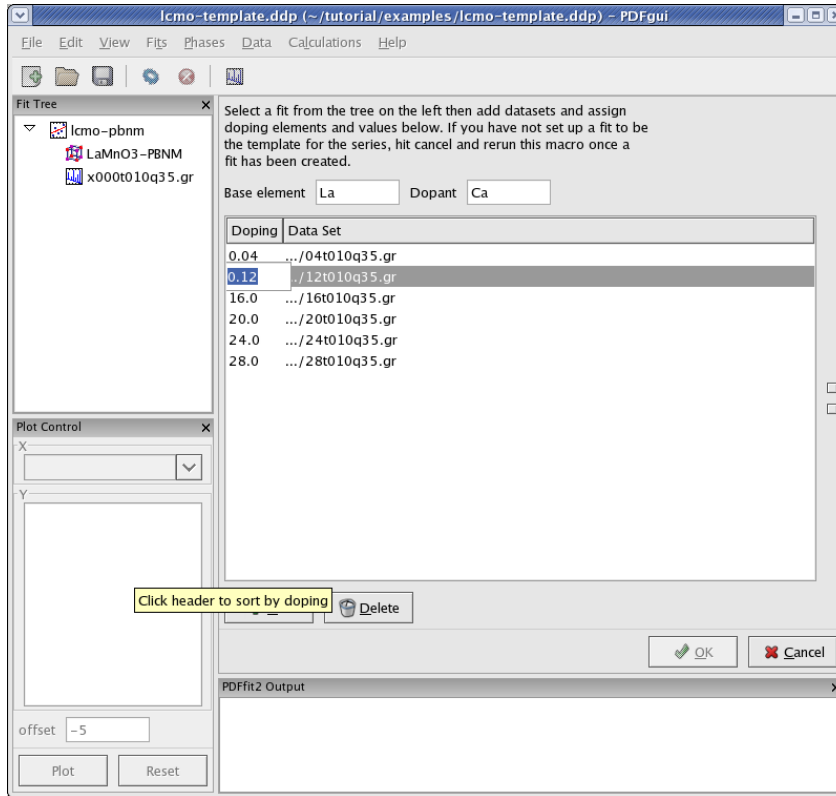 lcmo-template.ddp (~/tutorial/examples/lcmo-template.ddp) - PDFgui
File Edit View Fits Phases Data Calculations Help
Fit Tree
lcmo-pbnm
LaMnO3-PBNM
x000t010q35.gr
Select a fit from the tree on the left then add datasets and assign
doping elements and values below. If you have not set up a fit to be
the template for the series, hit cancel and rerun this macro once a
fit has been created.
Base element La Dopant Ca
Doping Data Set
0.04 .../04t010q35.gr
0.12 ../12t010q35.gr
16.0 .../16t010q35.gr
20.0 .../20t010q35.gr
24.0 .../24t010q35.gr
28.0 .../28t010q35.gr
Plot Control
X
Y
Click header to sort by doping
Delete
OK Cancel
PDFfit2 Output
offset -5
Plot Reset